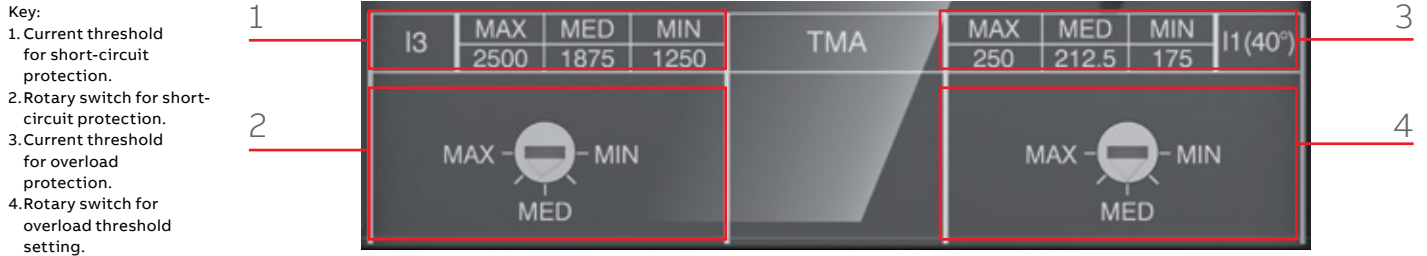 Key:
1. Current threshold
for short-circuit
protection.
2.Rotary switch for short-
circuit protection.
3.Current threshold
for overload
protection.
4.Rotary switch for
overload threshold
setting.
1
2
I3 MAX MED MIN
2500 1875 1250
TMA
MAX MED MIN I1(40°)
250 212.5 175
MAX MIN
MED
MAX MIN
MED
3
4